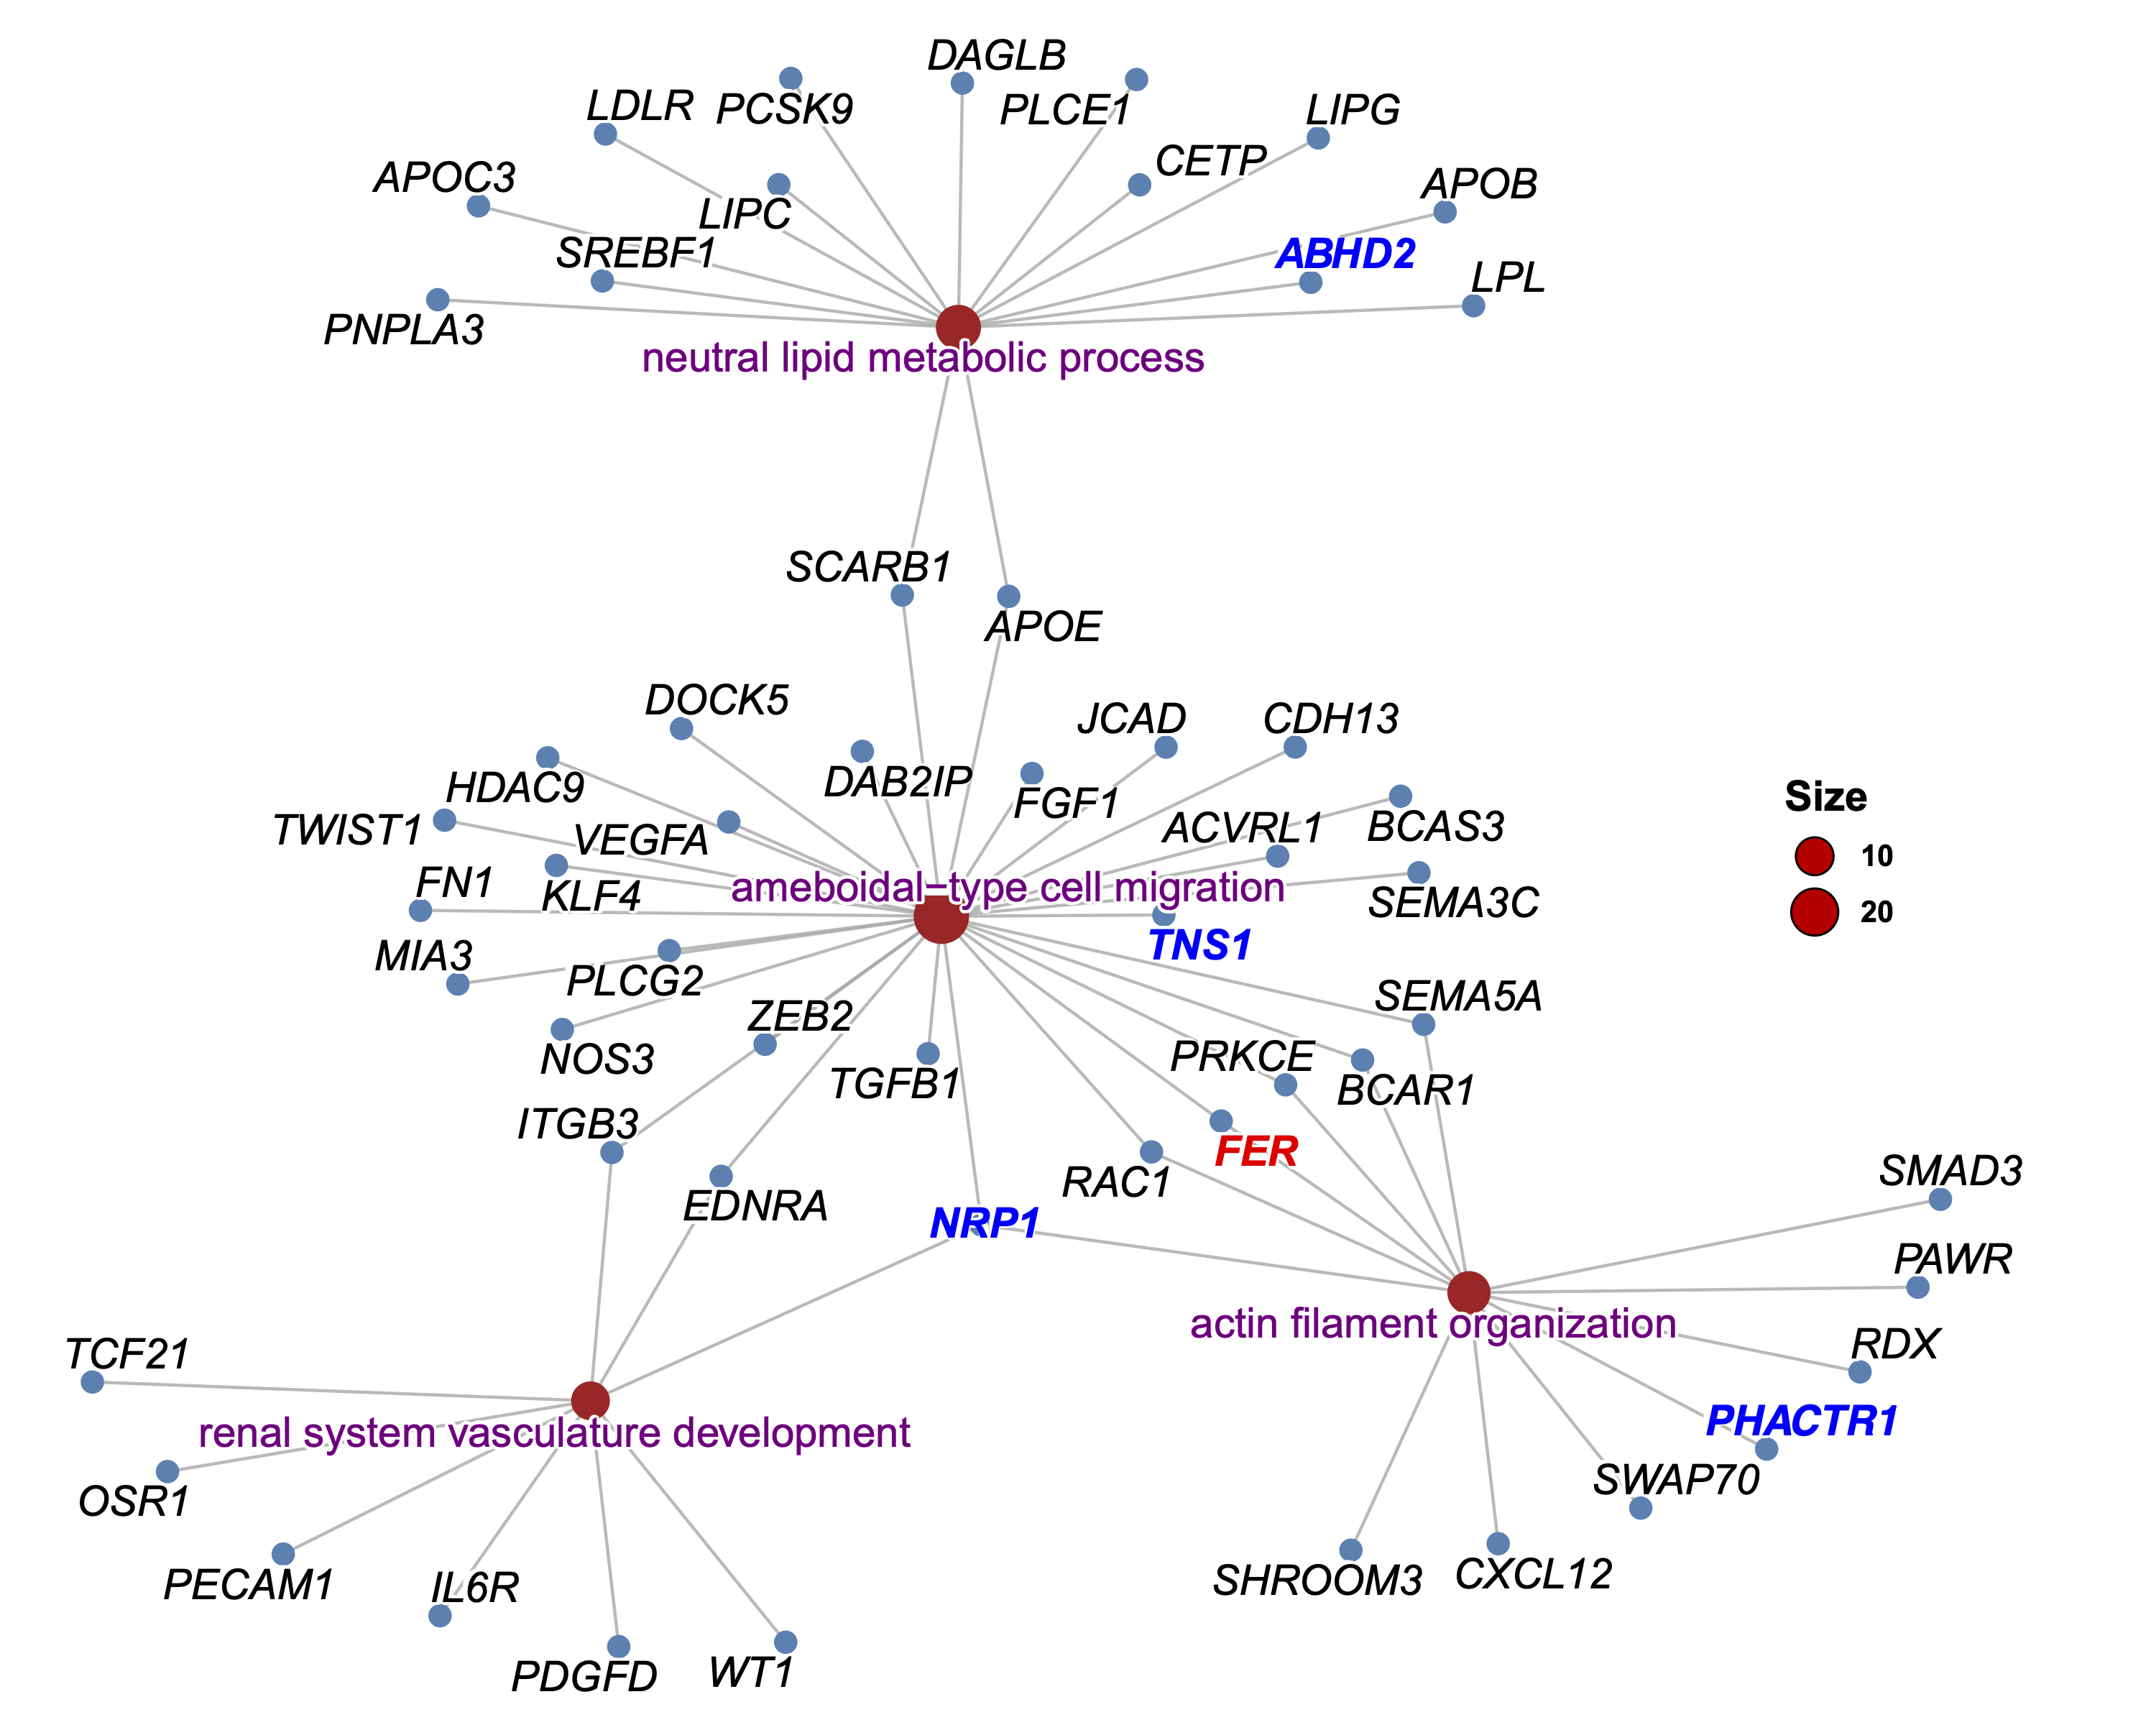 DAGLB
LDLR
PCSK9
PLCE1
LIPG
CETP
APOC3
APOB
LIPC
SREBF1
ABHD2
LPL
PNPLA3
neutral lipid metabolic process
SCARB1
APOE
DOCK5
JCAD
CDH13
HDAC9
DAB2IP
FGF1
TWIST1
VEGFA
ACVRL1
BCAS3
FN1
KLF4
ameboidal−type cell migration
SEMA3C
MIA3
PLCG2
TNS1
SEMA5A
ZEB2
NOS3
TGFB1
PRKCE
BCAR1
ITGB3
FER
RAC1
EDNRA
NRP1
SMAD3
PAWR
actin filament organization
RDX
TCF21
renal system vasculature development
PHACTR1
SWAP70
OSR1
PECAM1
IL6R
SHROOM3
CXCL12
PDGFD
WT1
Size
10
20